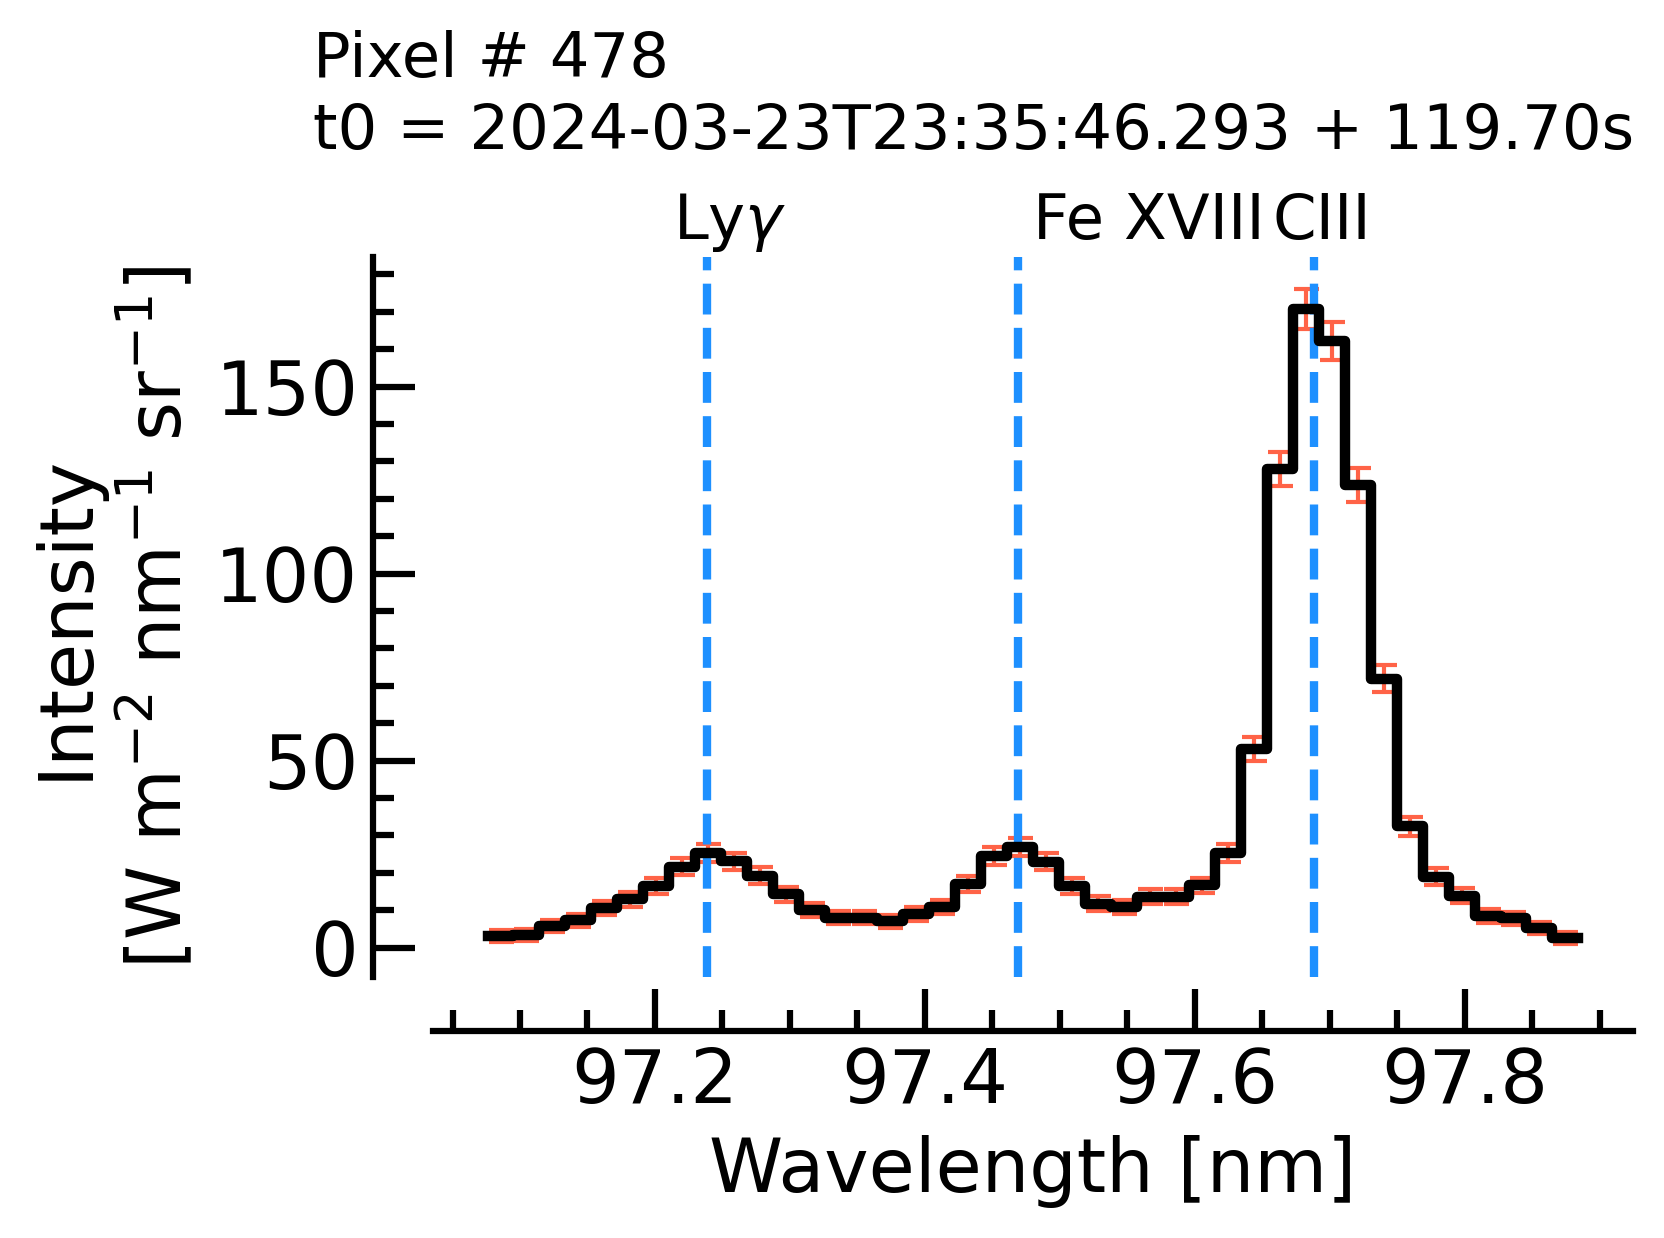 Pixel # 478
t0 = 2024-03-23T23:35:46.293 + 119.70s
Lyγ Fe XVIII CIII
Intensity
[W m⁻² nm⁻¹ sr⁻¹]
150
100
50
0
97.2 97.4 97.6 97.8
Wavelength [nm]